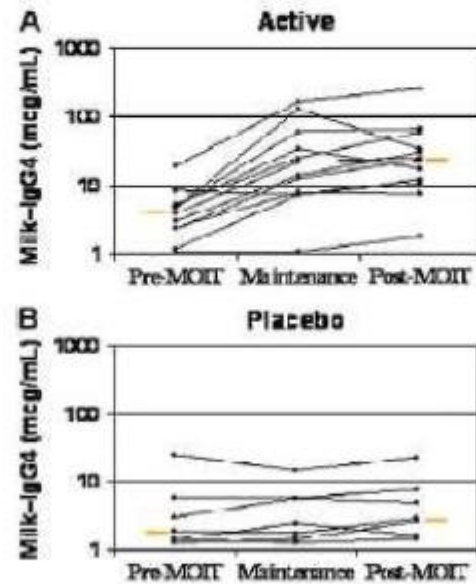 A
Active
Milk-IgG4 (mcg/mL)
1000
100
10
1
Pre-MOIT Maintenance Post-MOIT
B
Placebo
Milk-IgG4 (mcg/mL)
1000
100
10
1
Pre-MOIT Maintenance Post-MOIT